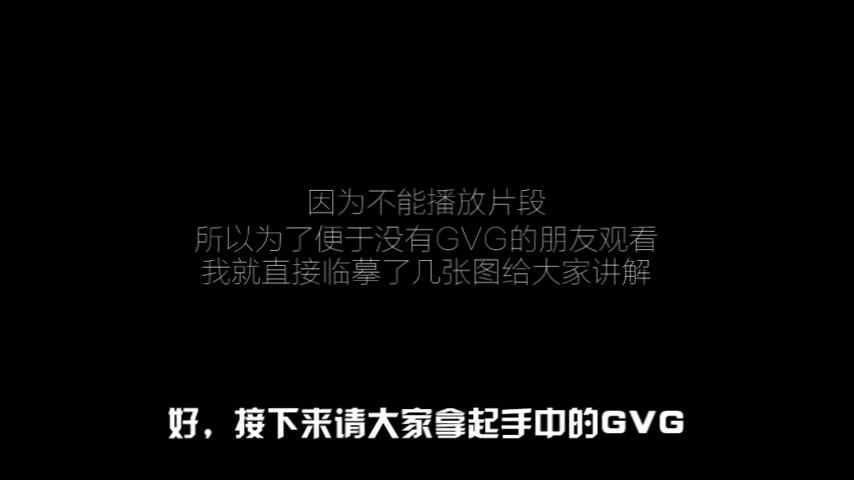 因为不能播放片段
所以为了便于没有GVG的朋友观看
我就直接临摹了几张图给大家讲解
好，接下来请大家拿起手中的GVG